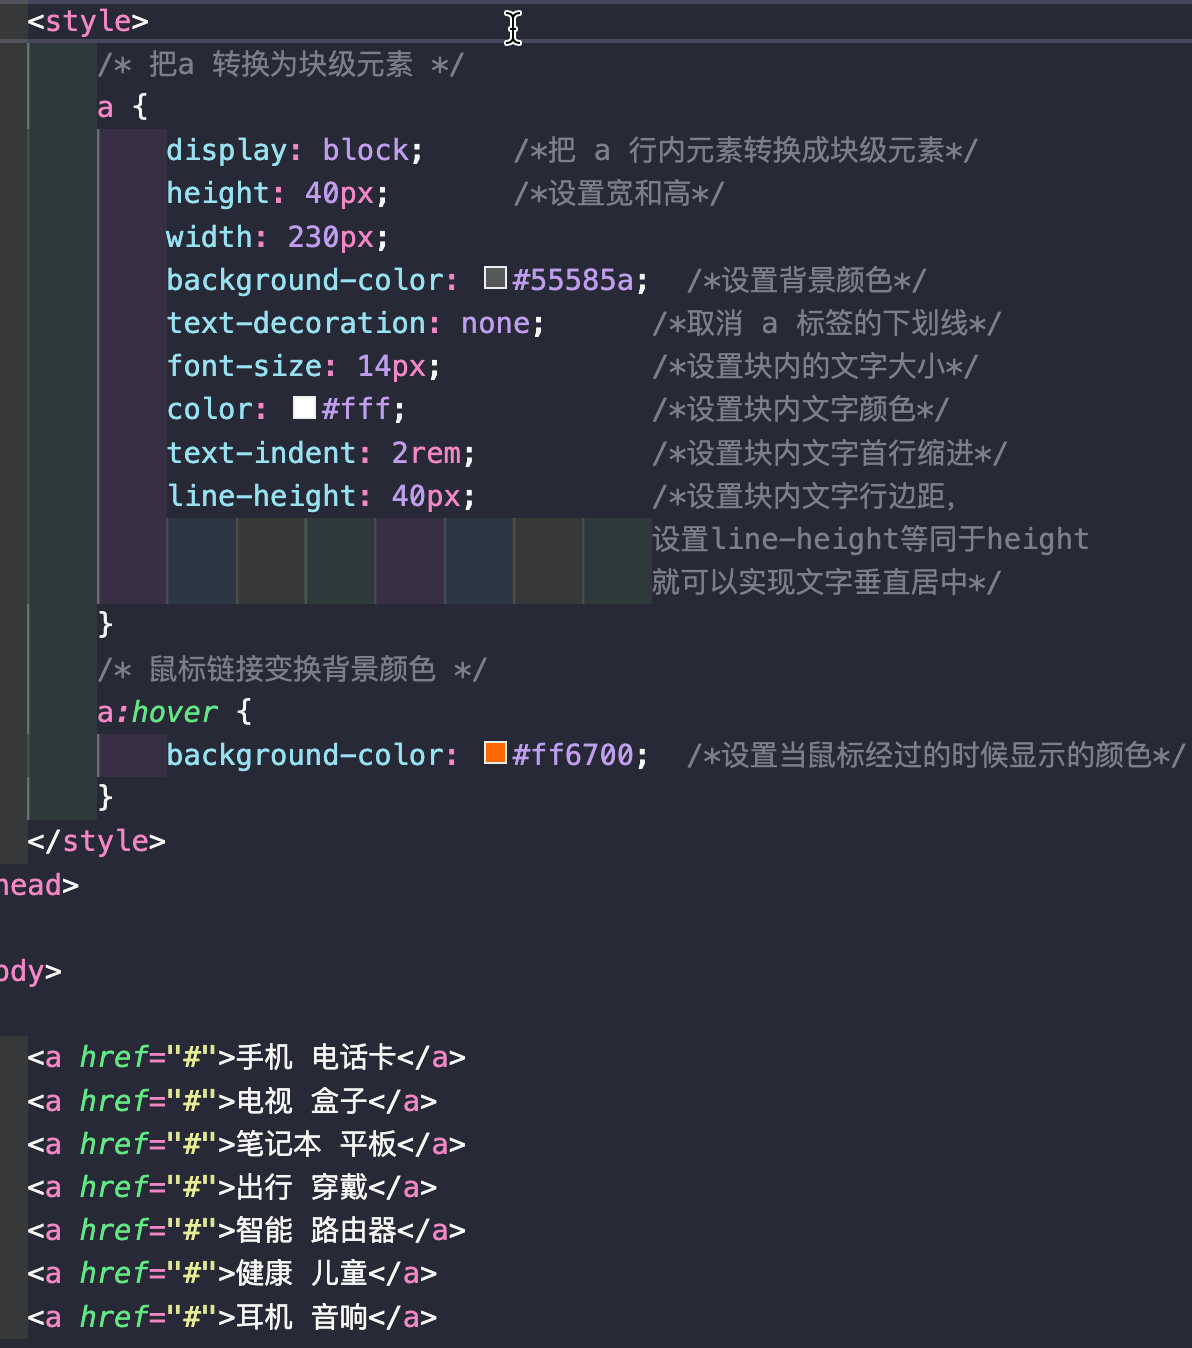 <style>
/* 把a 转换为块级元素 */
a {
display: block; /*把 a 行内元素转换成块级元素*/
height: 40px; /*设置宽和高*/
width: 230px;
background-color: #55585a; /*设置背景颜色*/
text-decoration: none; /*取消 a 标签的下划线*/
font-size: 14px; /*设置块内的文字大小*/
color: #fff; /*设置块内文字颜色*/
text-indent: 2rem; /*设置块内文字首行缩进*/
line-height: 40px; /*设置块内文字行边距，
设置line-height等同于height
就可以实现文字垂直居中*/
}
/* 鼠标链接变换背景颜色 */
a:hover {
background-color: #ff6700; /*设置当鼠标经过的时候显示的颜色*/
}
</style>
head>
ody>
<a href="#">手机 电话卡</a>
<a href="#">电视 盒子</a>
<a href="#">笔记本 平板</a>
<a href="#">出行 穿戴</a>
<a href="#">智能 路由器</a>
<a href="#">健康 儿童</a>
<a href="#">耳机 音响</a>